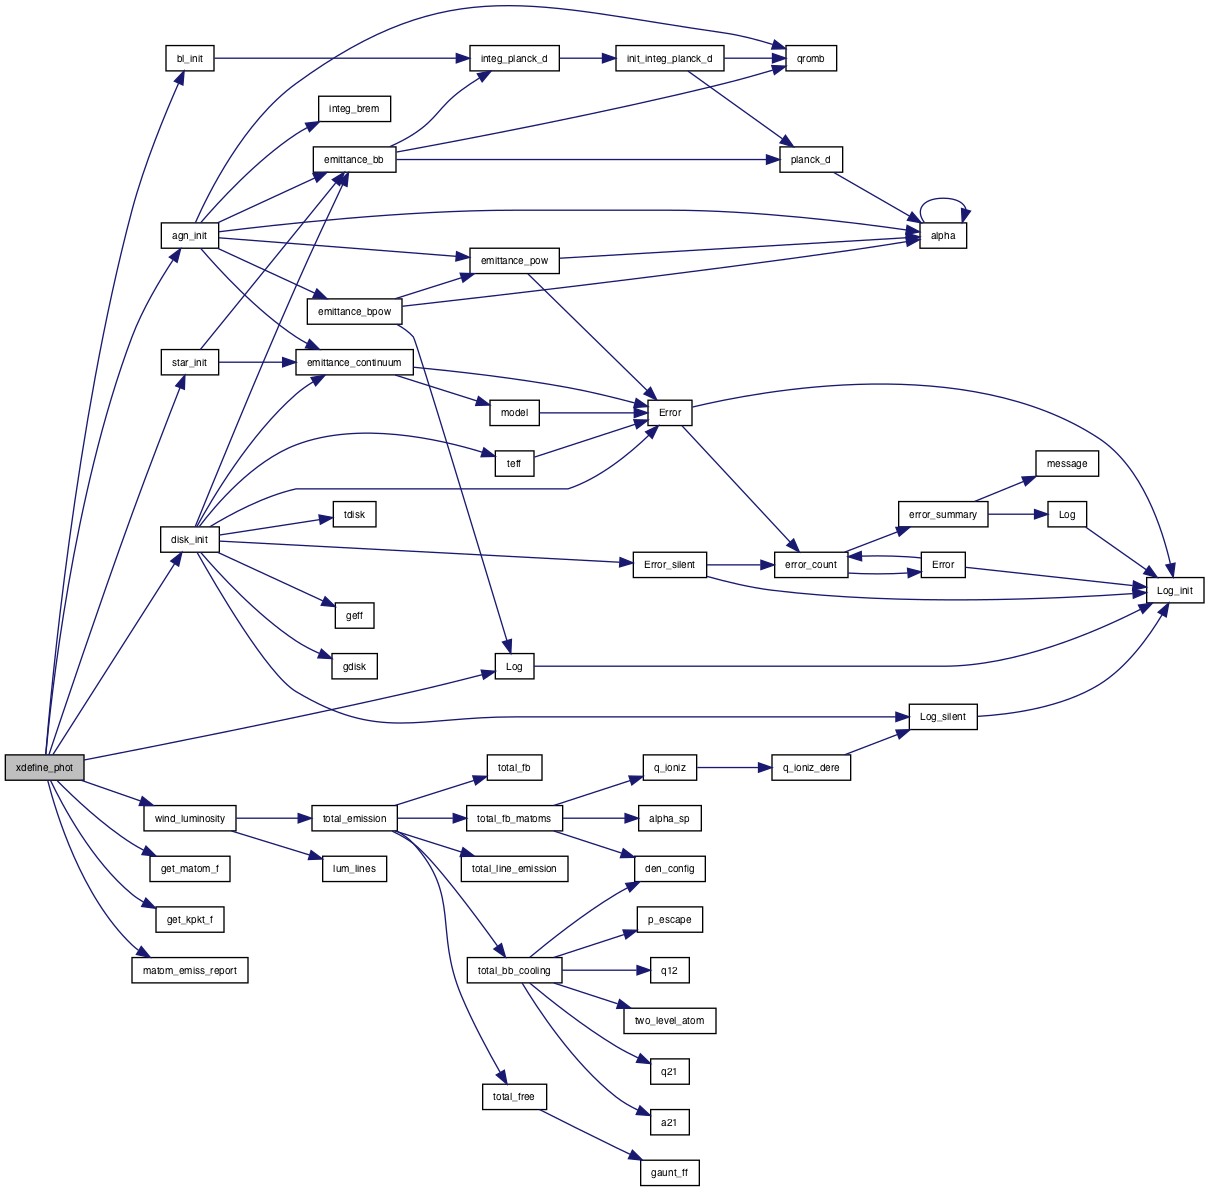 bl_init
integ_planck_d
init_integ_planck_d
qromb
integ_brem
emittance_bb
planck_d
agn_init
alpha
emittance_pow
emittance_bpow
star_init
emittance_continuum
model
Error
teff
message
tdisk
error_summary
Log
disk_init
Error_silent
error_count
Error
Log_init
geff
gdisk
Log
Log_silent
xdefine_phot
total_fb
q_ioniz
q_ioniz_dere
wind_luminosity
total_emission
total_fb_matoms
alpha_sp
get_matom_f
lum_lines
total_line_emission
den_config
get_kpkt_f
p_escape
matom_emiss_report
total_bb_cooling
q12
two_level_atom
q21
total_free
a21
gaunt_ff